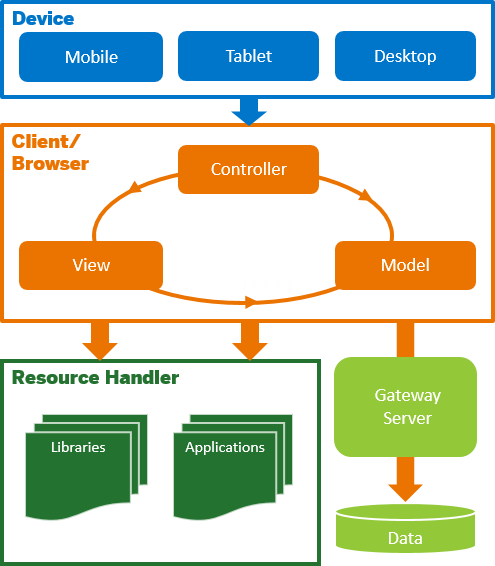 Device
Mobile
Tablet
Desktop
Client/
Browser
Controller
View
Model
Resource Handler
Libraries
Applications
Gateway
Server
Data